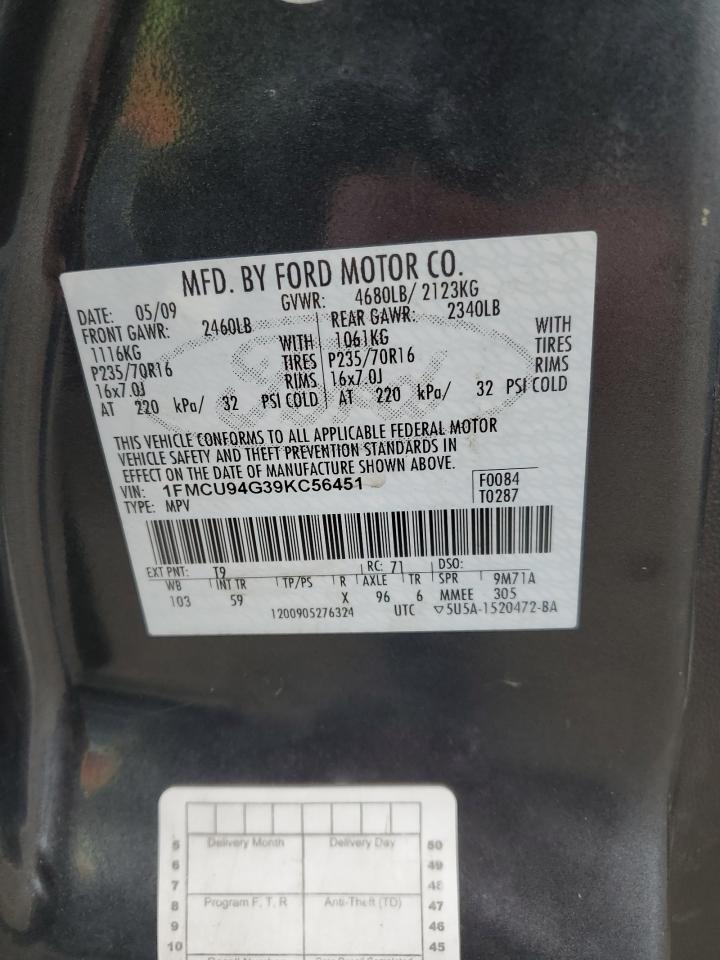 MFD. BY FORD MOTOR CO.
DATE: 05/09 GVWR: 4680LB/ 2123KG
FRONT GAWR: 2460LB REAR GAWR: 2340LB
1116KG WITH 1061KG WITH
P235/70R16 TIRES P235/70R16 TIRES
16x7.0J RIMS 16x7.0J RIMS
AT 220 kPa/ 32 PSI COLD AT 220 kPa/ 32 PSI COLD
THIS VEHICLE CONFORMS TO ALL APPLICABLE FEDERAL MOTOR
VEHICLE SAFETY AND THEFT PREVENTION STANDARDS IN
EFFECT ON THE DATE OF MANUFACTURE SHOWN ABOVE.
VIN: 1FMCU94G39KC56451 F0084
TYPE: MPV T0287
EXT PNT: T9 RC: 71 DSO:
WB INT TR TP/PS R AXLE TR SPR 9M71A
103 59 X 96 6 MMEE 305
1200905276324 UTC ▽5U5A-1520472-BA
5 Delivery Month Delivery Day 50
6 49
7 48
8 Program F, T, R Anti-Theft (TD) 47
9 46
10 45